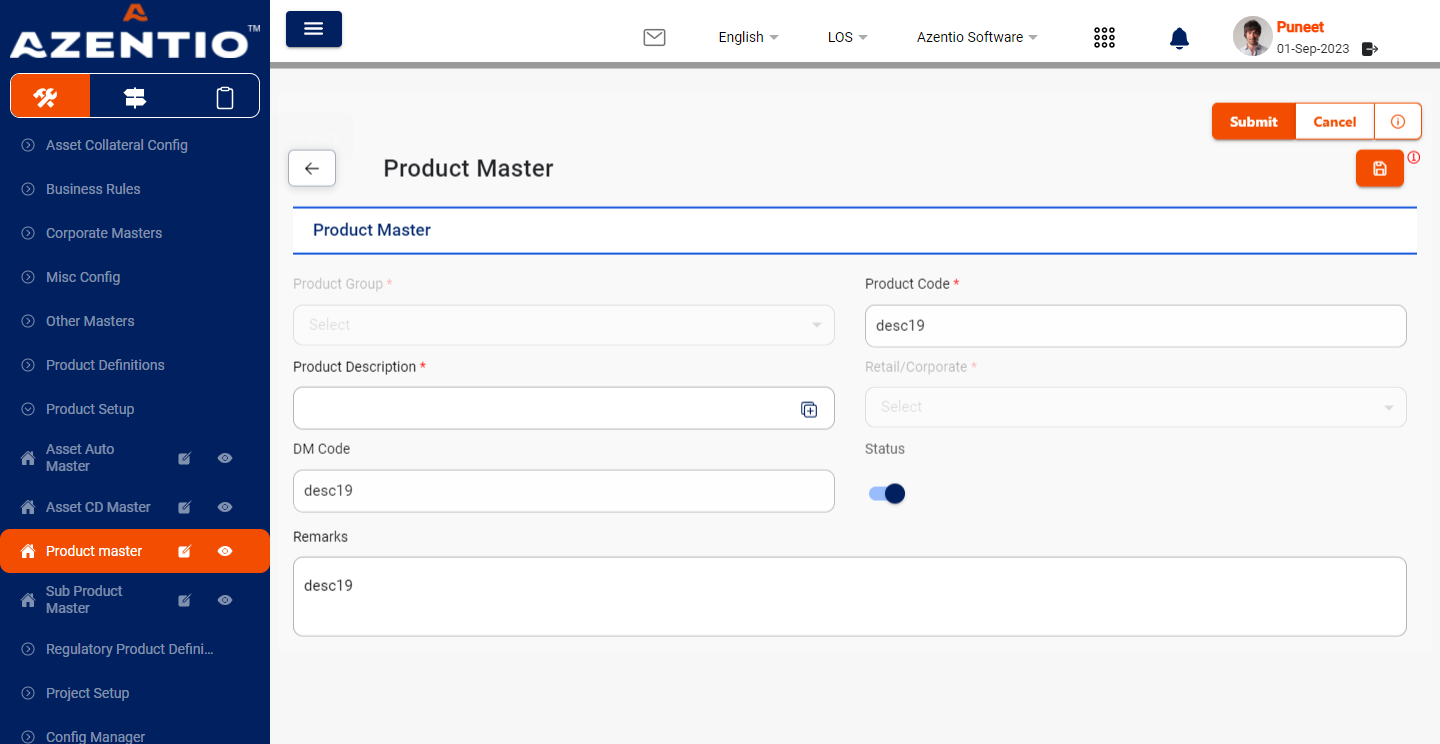 AZENTIO™
English
LOS
Azentio Software
Puneet
01-Sep-2023
Asset Collateral Config
Business Rules
Corporate Masters
Misc Config
Other Masters
Product Definitions
Product Setup
Asset Auto
Master
Asset CD Master
Product master
Sub Product
Master
Regulatory Product Defini...
Project Setup
Config Manager
Submit
Cancel
Product Master
Product Master
Product Group *
Select
Product Code *
desc19
Product Description *
Retail/Corporate *
Select
DM Code
desc19
Status
Remarks
desc19